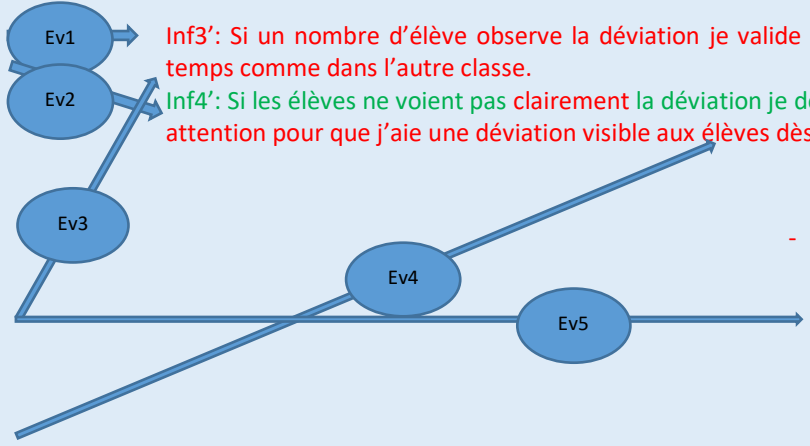 Ev1
Inf3’: Si un nombre d’élève observe la déviation je valide
temps comme dans l’autre classe.
Ev2
Inf4’: Si les élèves ne voient pas clairement la déviation je
attention pour que j’aie une déviation visible aux élèves dès
Ev3
-
Ev4
Ev5